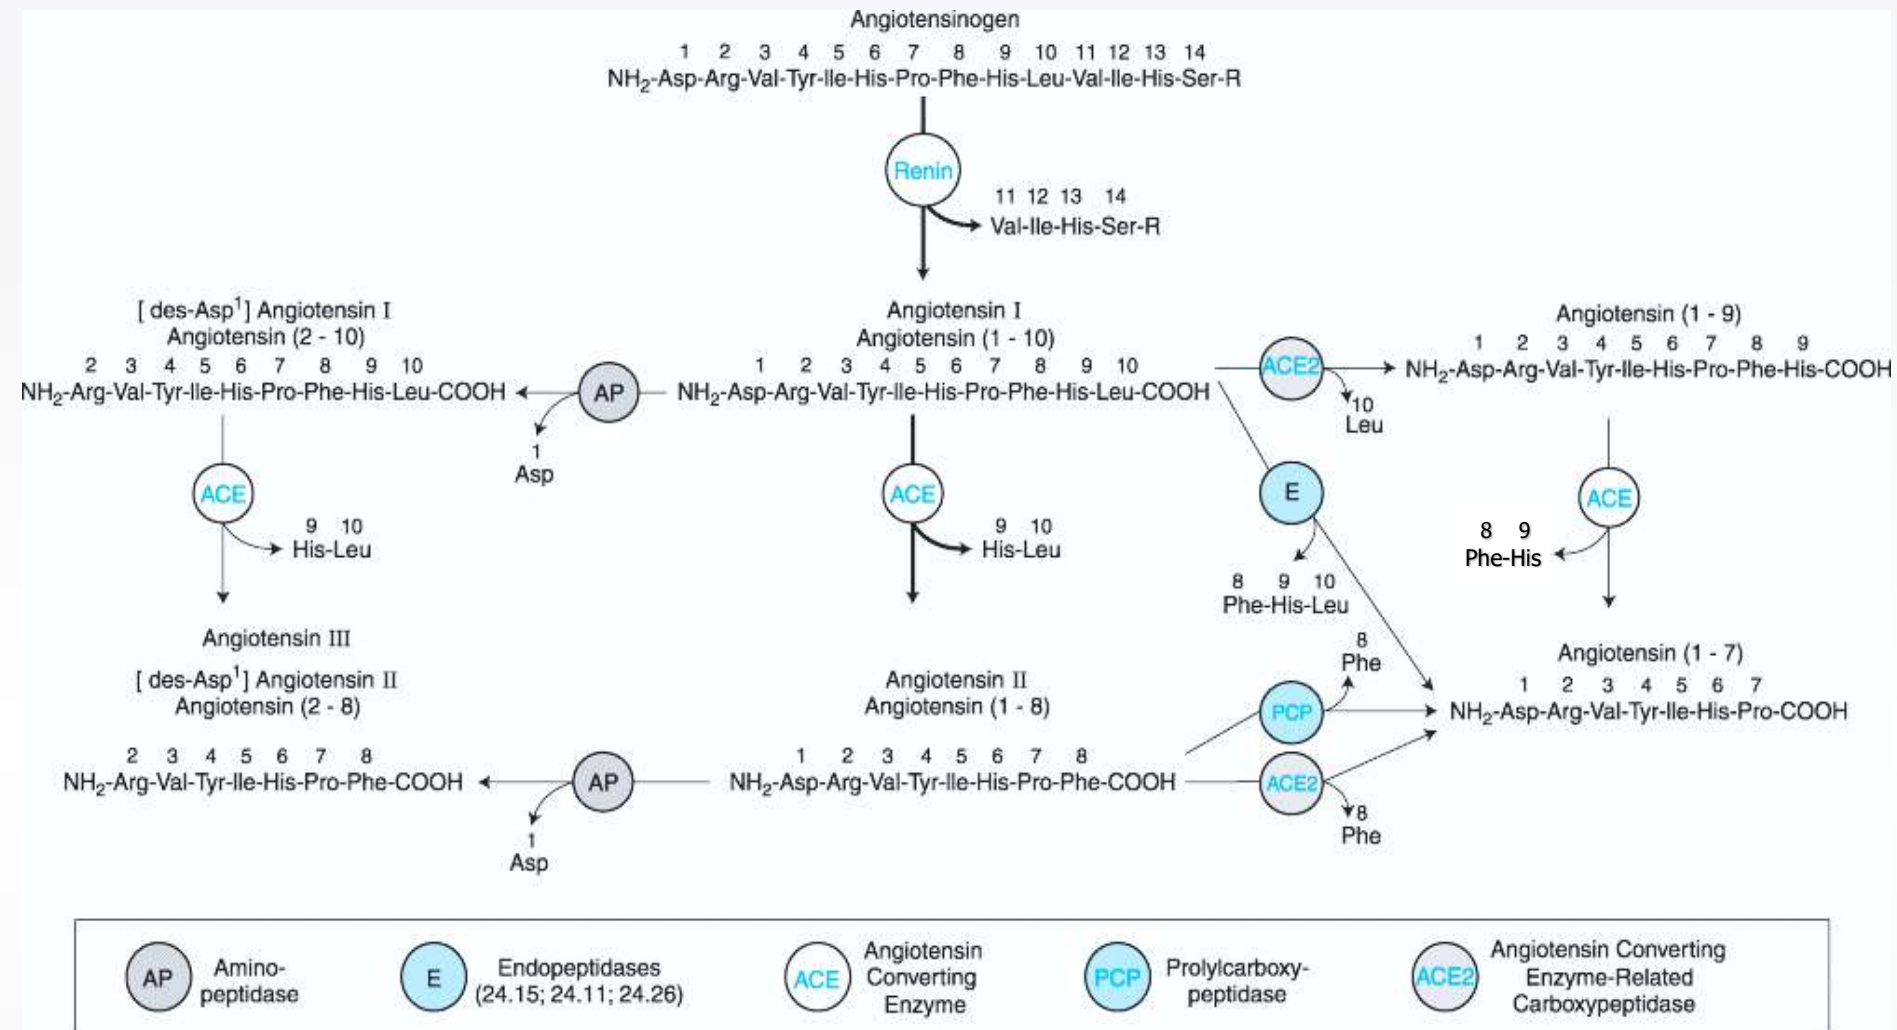 Angiotensinogen
1 2 3 4 5 6 7 8 9 10 11 12 13 14
NH2-Asp-Arg-Val-Tyr-Ile-His-Pro-Phe-His-Leu-Val-Ile-His-Ser-R
Renin
11 12 13 14
Val-Ile-His-Ser-R
[ des-Asp1] Angiotensin I
Angiotensin (2 - 10)
2 3 4 5 6 7 8 9 10
NH2-Arg-Val-Tyr-Ile-His-Pro-Phe-His-Leu-COOH
AP
1
Asp
Angiotensin I
Angiotensin (1 - 10)
1 2 3 4 5 6 7 8 9 10
NH2-Asp-Arg-Val-Tyr-Ile-His-Pro-Phe-His-Leu-COOH
ACE2
10
Leu
Angiotensin (1 - 9)
1 2 3 4 5 6 7 8 9
NH2-Asp-Arg-Val-Tyr-Ile-His-Pro-Phe-His-COOH
ACE
9 10
His-Leu
ACE
9 10
His-Leu
E
8 9 10
Phe-His-Leu
ACE
8 9
Phe-His
Angiotensin III
[ des-Asp1] Angiotensin II
Angiotensin (2 - 8)
2 3 4 5 6 7 8
NH2-Arg-Val-Tyr-Ile-His-Pro-Phe-COOH
AP
1
Asp
Angiotensin II
Angiotensin (1 - 8)
1 2 3 4 5 6 7 8
NH2-Asp-Arg-Val-Tyr-Ile-His-Pro-Phe-COOH
8
Phe
PCP
ACE2
8
Phe
Angiotensin (1 - 7)
1 2 3 4 5 6 7
NH2-Asp-Arg-Val-Tyr-Ile-His-Pro-COOH
AP
Amino-
peptidase
E
Endopeptidases
(24.15; 24.11; 24.26)
ACE
Angiotensin
Converting
Enzyme
PCP
Prolylcarboxy-
peptidase
ACE2
Angiotensin Converting
Enzyme-Related
Carboxypeptidase